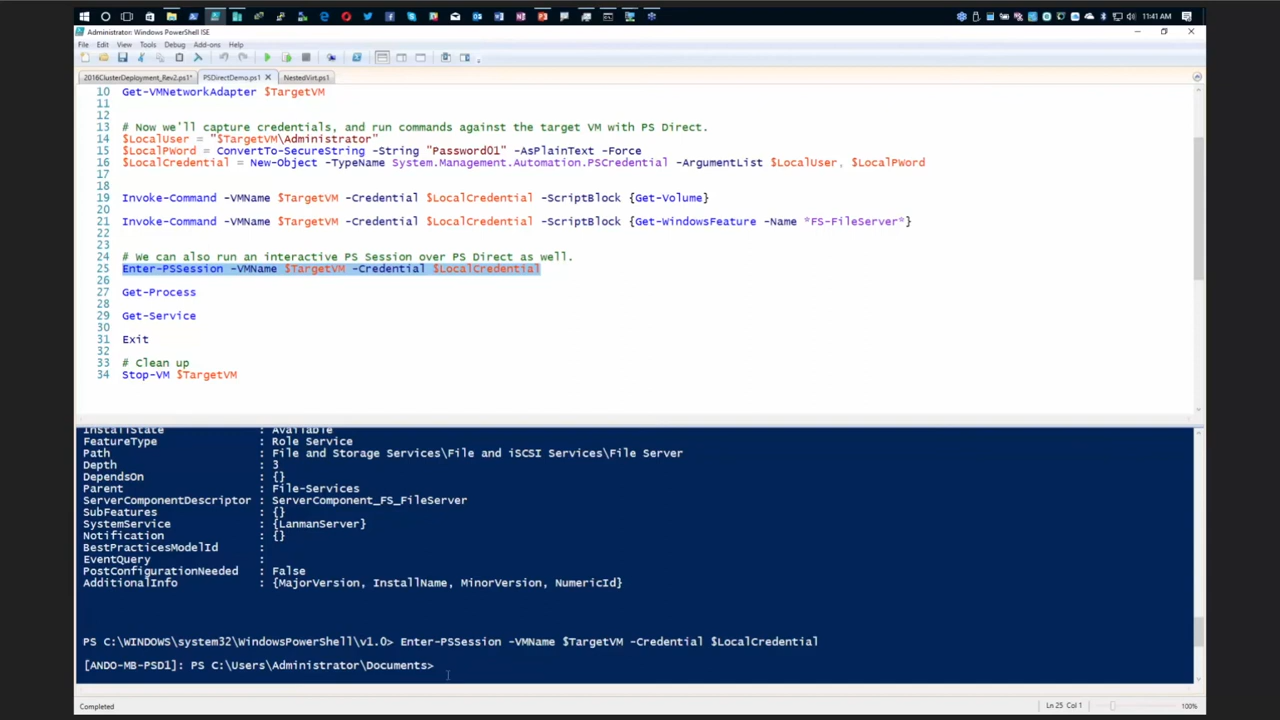 11:41 AM
Administrator: Windows PowerShell ISE
File Edit View Tools Debug Add-ons Help
2016ClusterDeployment_Rev2.ps1* PSDirectDemo.ps1 NestedVirt.ps1
10 Get-VMNetworkAdapter $TargetVM
11
12
13 # Now we'll capture credentials, and run commands against the target VM with PS Direct.
14 $LocalUser = "$TargetVM\Administrator"
15 $LocalPWord = ConvertTo-SecureString -String "Password01" -AsPlainText -Force
16 $LocalCredential = New-Object -TypeName System.Management.Automation.PSCredential -ArgumentList $LocalUser, $LocalPWord
17
18
19 Invoke-Command -VMName $TargetVM -Credential $LocalCredential -ScriptBlock {Get-Volume}
20
21 Invoke-Command -VMName $TargetVM -Credential $LocalCredential -ScriptBlock {Get-WindowsFeature -Name *FS-FileServer*}
22
23
24 # We can also run an interactive PS Session over PS Direct as well.
25 Enter-PSSession -VMName $TargetVM -Credential $LocalCredential
26
27 Get-Process
28
29 Get-Service
30
31 Exit
32
33 # Clean up
34 Stop-VM $TargetVM
InstallState : Available
FeatureType : Role Service
Path : File and Storage Services\File and iSCSI Services\File Server
Depth : 3
DependsOn : {}
Parent : File-Services
ServerComponentDescriptor : ServerComponent_FS_FileServer
SubFeatures : {}
SystemService : {LanmanServer}
Notification : {}
BestPracticesModelId :
EventQuery :
PostConfigurationNeeded : False
AdditionalInfo : {MajorVersion, InstallName, MinorVersion, NumericId}
PS C:\WINDOWS\system32\WindowsPowerShell\v1.0> Enter-PSSession -VMName $TargetVM -Credential $LocalCredential
[ANDO-MB-PSD1]: PS C:\Users\Administrator\Documents>
Completed Ln 25 Col 1 100%